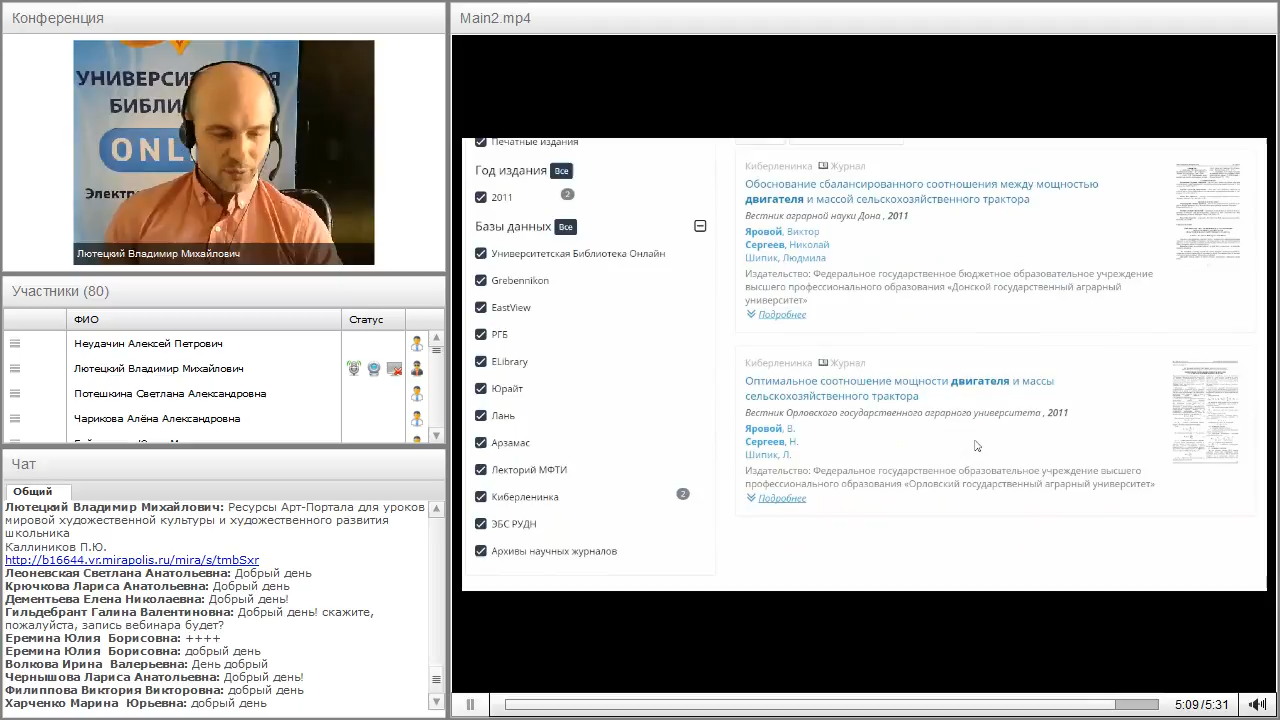 Конференция
УНИВЕРСИТ
БИБЛИ
ONL
Электр
Лютецкий Владимир Михайлович
Участники (80)
ФИО
Статус
Неудачин Алексей Петрович
Лютецкий Владимир Михайлович
Потешкина Светлана Александровна
Чернякова Алёна Александровна
Чат
Общий
Лютецкий Владимир Михайлович: Ресурсы Арт-Портала для уроков
мировой художественной культуры и художественного развития
школьника
Каллиников П.Ю.
http://b16644.vr.mirapolis.ru/mira/s/tmbSxr
Леоневская Светлана Анатольевна: Добрый день
Крючкова Лариса Анатольевна: Добрый день
Дементьева Елена Николаевна: Добрый день!
Гильдебрант Галина Валентиновна: Добрый день! скажите,
пожалуйста, запись вебинара будет?
Еремина Юлия Борисовна: ++++
Еремина Юлия Борисовна: добрый день
Волкова Ирина Валерьевна: День добрый
Чернышова Лариса Анатольевна: Добрый день!
Филиппова Виктория Викторовна: добрый день
Харченко Марина Юрьевна: добрый день
Main2.mp4
Печатные издания
Год издания Все
2
Базы данных Все
Университетская Библиотека Онлайн
Grebennikon
EastView
РГБ
ELibrary
Юрайт
Лань
Арзамас
Лекторий МФТИ
Киберленинка 2
ЭБС РУДН
Архивы научных журналов
Киберленинка Журнал
Обоснование сбалансированного соотношения между мощностью
двигателя и массой сельскохозяйственного трактора
Вестник аграрной науки Дона , 2011
Яровой, Виктор
Сергеев, Николай
Шипик, Людмила
Издательство: Федеральное государственное бюджетное образовательное учреждение
высшего профессионального образования «Донской государственный аграрный
университет»
Подробнее
Киберленинка Журнал
Оптимальное соотношение мощности двигателя и массы
сельскохозяйственного трактора
Вестник Орловского государственного аграрного университета , 2011
Яровой, В.
Сергеев, Н.
Шипик, Л.
Издательство: Федеральное государственное образовательное учреждение высшего
профессионального образования «Орловский государственный аграрный университет»
Подробнее
5:09/5:31